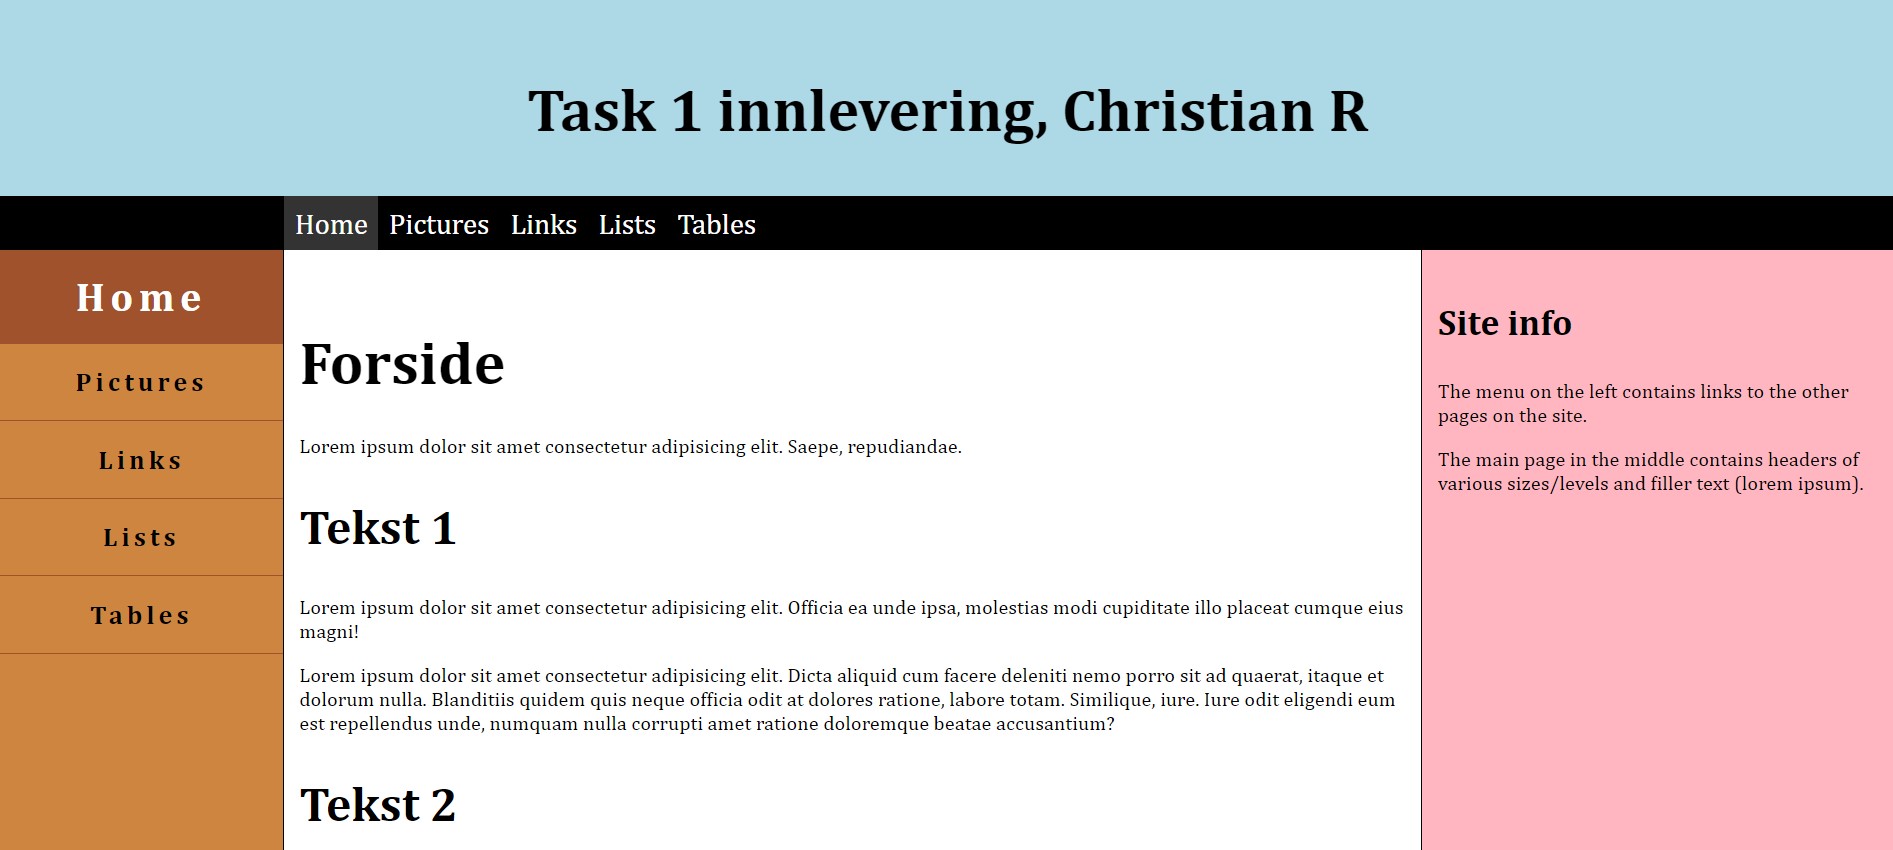 Task 1 innlevering, Christian R
Home Pictures Links Lists Tables
Home
Pictures
Links
Lists
Tables
Forside
Lorem ipsum dolor sit amet consectetur adipisicing elit. Saepe, repudiandae.
Tekst 1
Lorem ipsum dolor sit amet consectetur adipisicing elit. Officia ea unde ipsa, molestias modi cupiditate illo placeat cumque eius
magni!
Lorem ipsum dolor sit amet consectetur adipisicing elit. Dicta aliquid cum facere deleniti nemo porro sit ad quaerat, itaque et
dolorum nulla. Blanditiis quidem quis neque officia odit at dolores ratione, labore totam. Similique, iure. Iure odit eligendi eum
est repellendus unde, numquam nulla corrupti amet ratione doloremque beatae accusantium?
Tekst 2
Site info
The menu on the left contains links to the other
pages on the site.
The main page in the middle contains headers of
various sizes/levels and filler text (lorem ipsum).